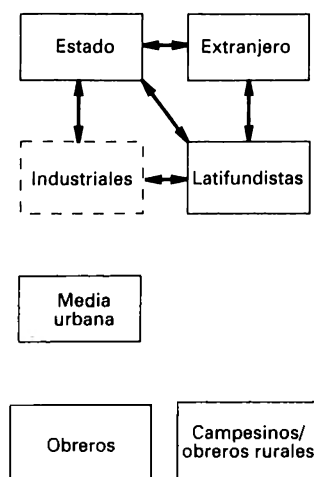 Estado
Extranjero
Industriales
Latifundistas
Media
urbana
Obreros
Campesinos/
obreros rurales